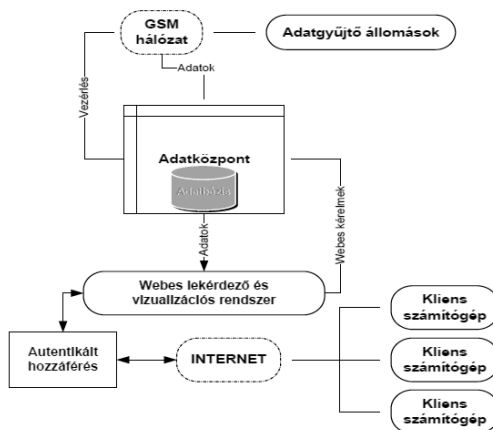 GSM
hálózat
Adatgyűjtő állomások
Adatok
Vezérlés
Adatközpont
Adatbázis
Adatok
Webes kérelmek
Webes lekérdező és
vizualizációs rendszer
Kliens
számítógép
Autentikált
hozzáférés
INTERNET
Kliens
számítógép
Kliens
számítógép